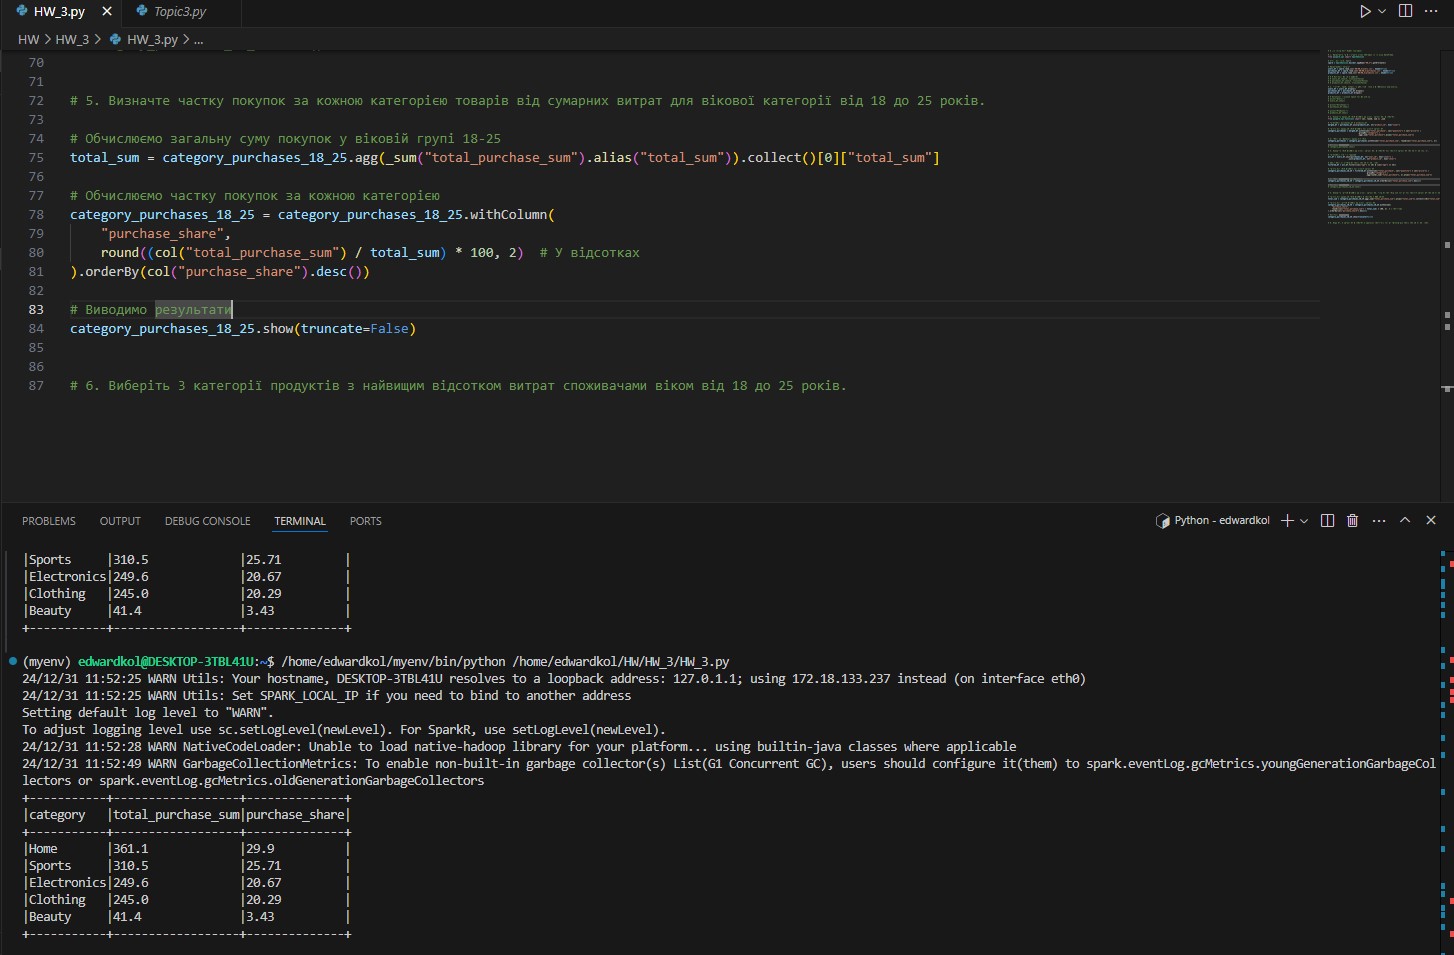 HW_3.py
Topic3.py
HW > HW_3 > HW_3.py > ...
70
71
72 # 5. Визначте частку покупок за кожною категорією товарів від сумарних витрат для вікової категорії від 18 до 25 років.
73
74 # Обчислюємо загальну суму покупок у віковій групі 18-25
75 total_sum = category_purchases_18_25.agg(_sum("total_purchase_sum").alias("total_sum")).collect()[0]["total_sum"]
76
77 # Обчислюємо частку покупок за кожною категорією
78 category_purchases_18_25 = category_purchases_18_25.withColumn(
79 "purchase_share",
80 round((col("total_purchase_sum") / total_sum) * 100, 2)  # У відсотках
81 ).orderBy(col("purchase_share").desc())
82
83 # Виводимо результати
84 category_purchases_18_25.show(truncate=False)
85
86
87 # 6. Виберіть 3 категорії продуктів з найвищим відсотком витрат споживачами віком від 18 до 25 років.
PROBLEMS OUTPUT DEBUG CONSOLE TERMINAL PORTS
Python - edwardkol
|Sports     |310.5             |25.71         |
|Electronics|249.6             |20.67         |
|Clothing   |245.0             |20.29         |
|Beauty     |41.4              |3.43          |
+-----------+------------------+--------------+
(myenv) edwardkol@DESKTOP-3TBL41U:~$ /home/edwardkol/myenv/bin/python /home/edwardkol/HW/HW_3/HW_3.py
24/12/31 11:52:25 WARN Utils: Your hostname, DESKTOP-3TBL41U resolves to a loopback address: 127.0.1.1; using 172.18.133.237 instead (on interface eth0)
24/12/31 11:52:25 WARN Utils: Set SPARK_LOCAL_IP if you need to bind to another address
Setting default log level to "WARN".
To adjust logging level use sc.setLogLevel(newLevel). For SparkR, use setLogLevel(newLevel).
24/12/31 11:52:28 WARN NativeCodeLoader: Unable to load native-hadoop library for your platform... using builtin-java classes where applicable
24/12/31 11:52:49 WARN GarbageCollectionMetrics: To enable non-built-in garbage collector(s) List(G1 Concurrent GC), users should configure it(them) to spark.eventLog.gcMetrics.youngGenerationGarbageCol
lectors or spark.eventLog.gcMetrics.oldGenerationGarbageCollectors
+-----------+------------------+--------------+
|category   |total_purchase_sum|purchase_share|
+-----------+------------------+--------------+
|Home       |361.1             |29.9          |
|Sports     |310.5             |25.71         |
|Electronics|249.6             |20.67         |
|Clothing   |245.0             |20.29         |
|Beauty     |41.4              |3.43          |
+-----------+------------------+--------------+